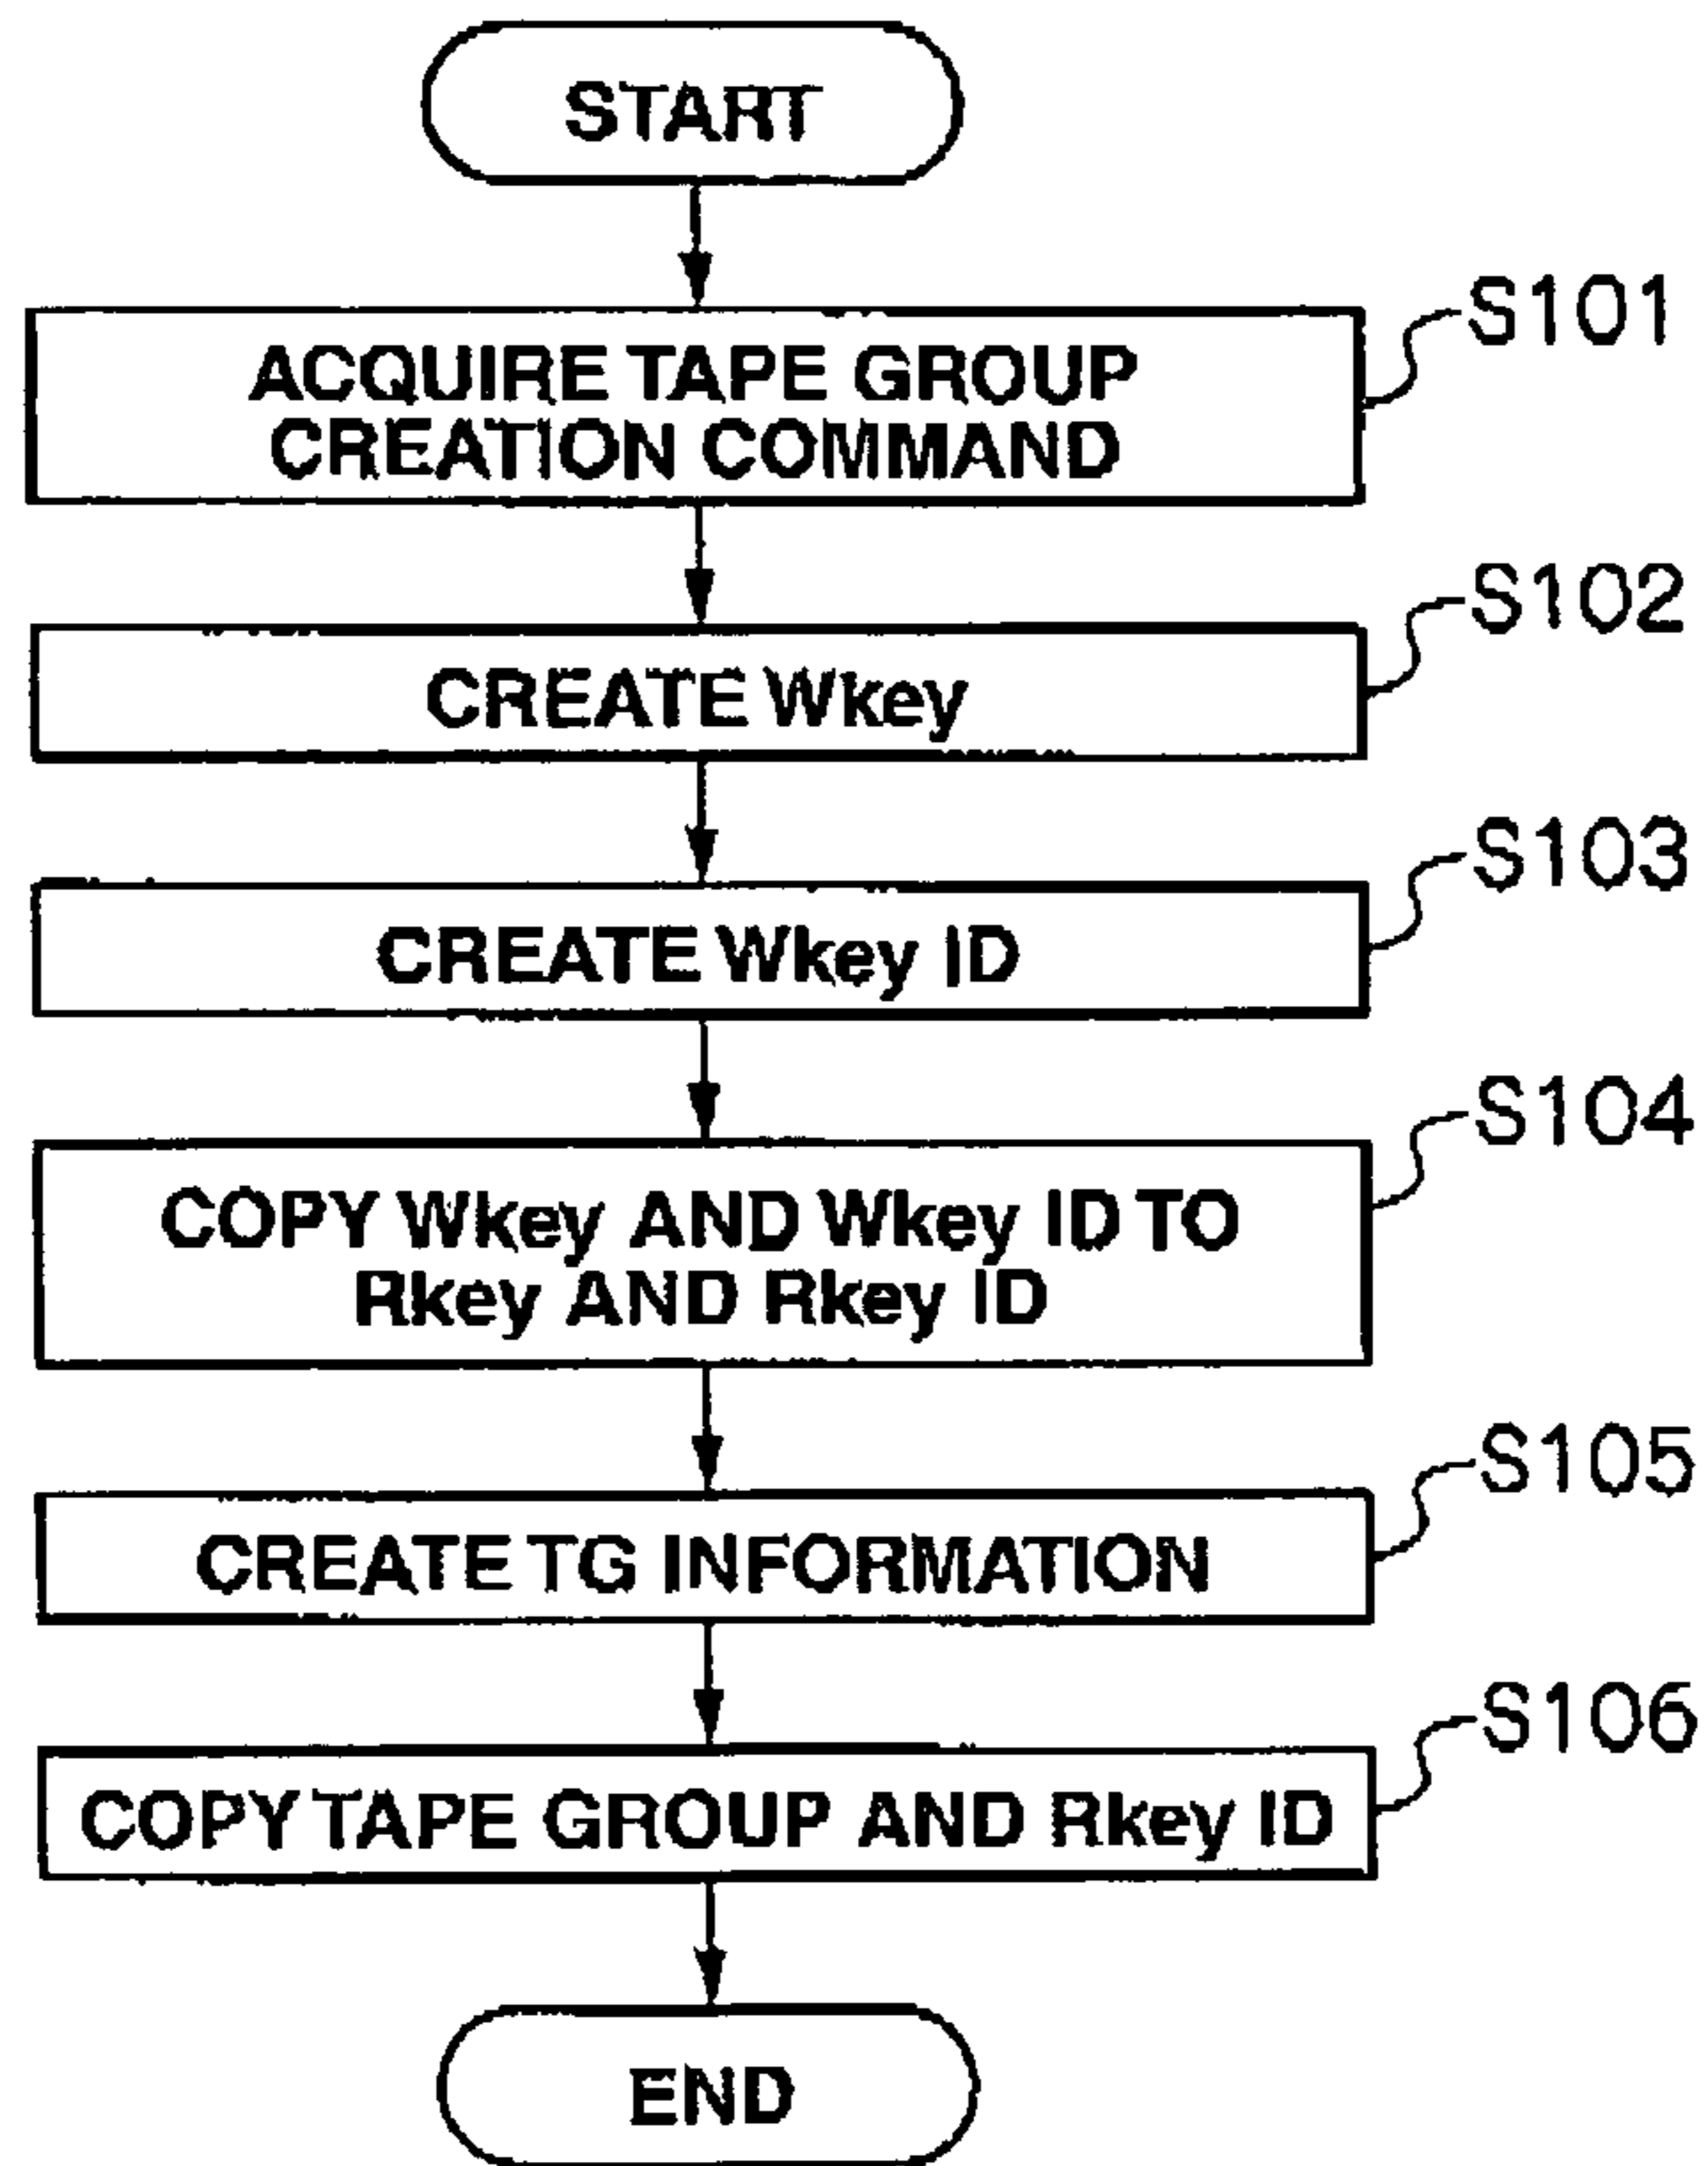 START
S101
ACQUIRE TAPE GROUP
CREATION COMMAND
S102
CREATE Wkey
S103
CREATE Wkey ID
S104
COPY Wkey AND Wkey ID TO
Rkey AND Rkey ID
S105
CREATE TG INFORMATION
S106
COPY TAPE GROUP AND Rkey ID
END